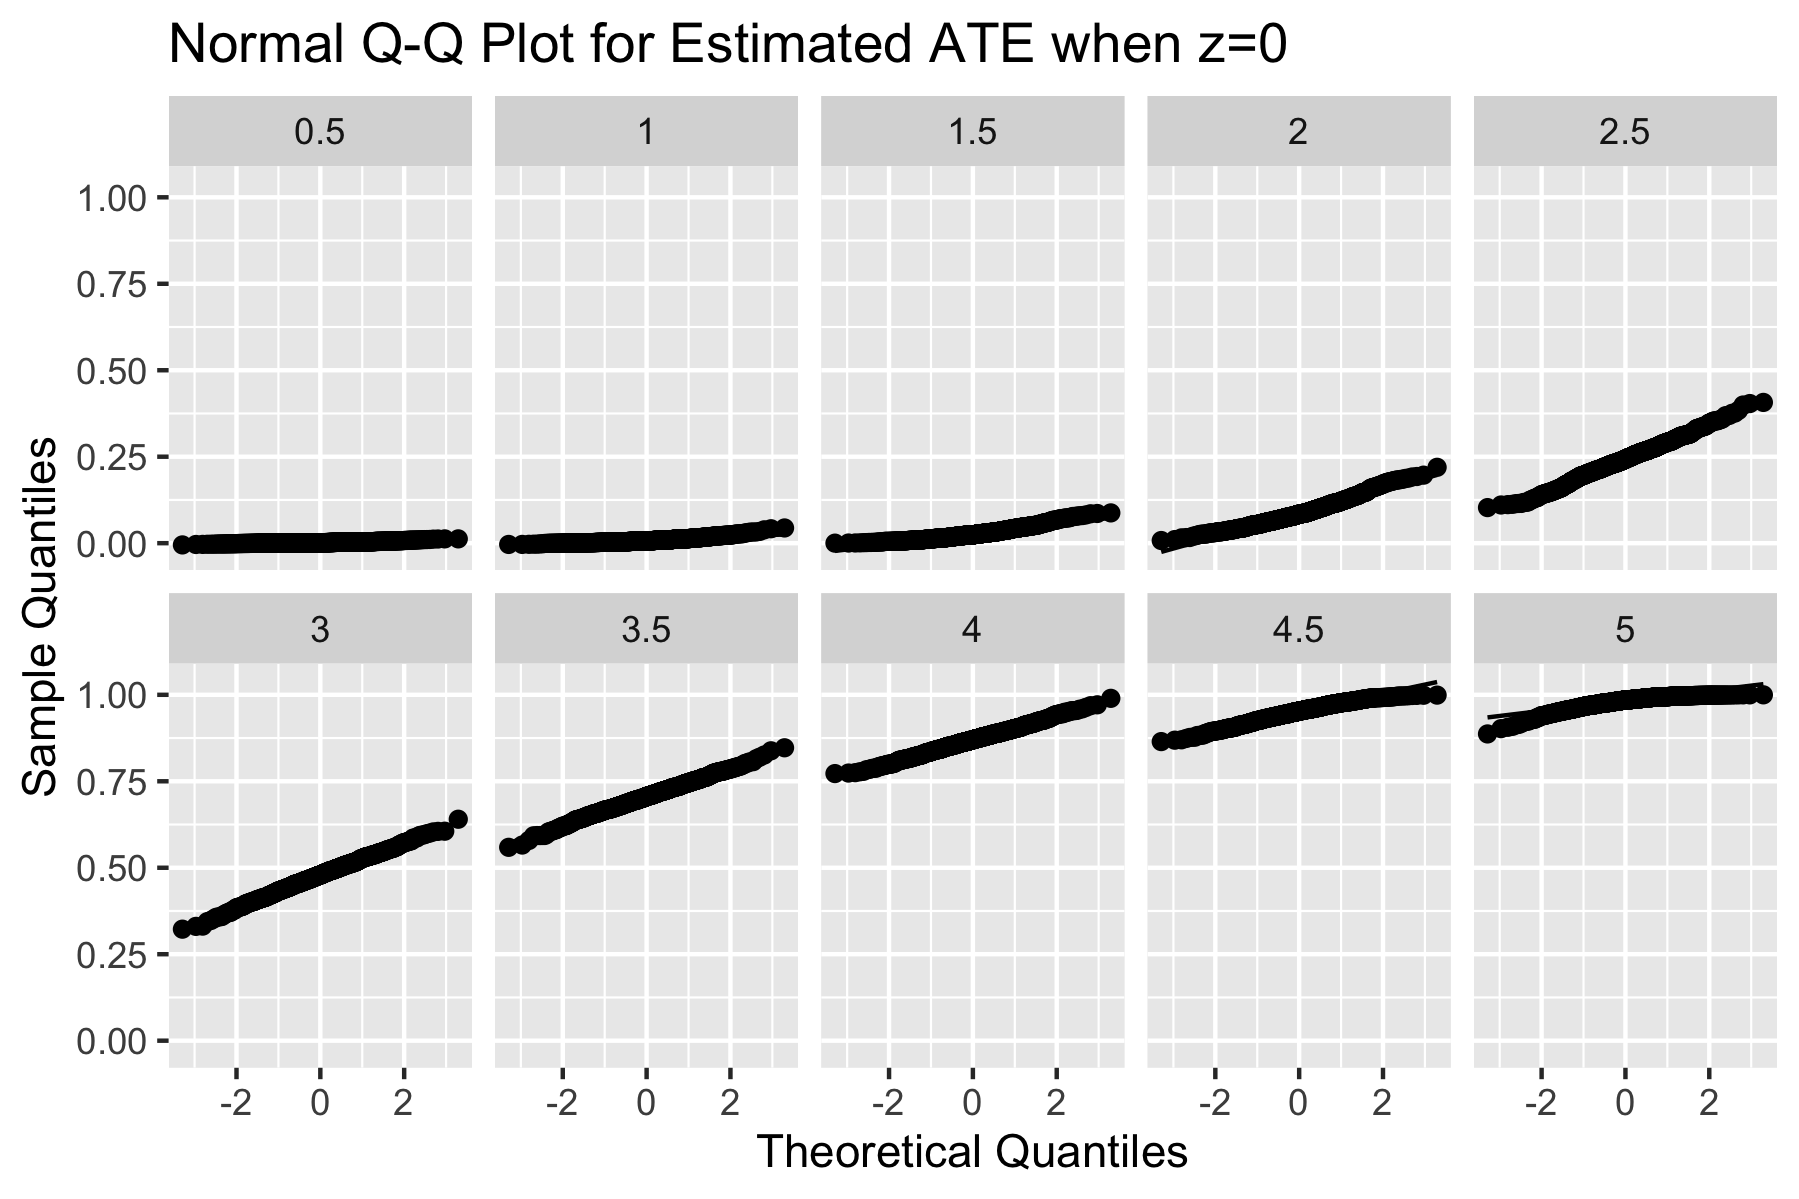 Normal Q-Q Plot for Estimated ATE when z=0
0.5 1 1.5 2 2.5
1.00
0.75
0.50
0.25
0.00
3 3.5 4 4.5 5
1.00
0.75
0.50
0.25
0.00
Sample Quantiles
-2 0 2 -2 0 2 -2 0 2 -2 0 2 -2 0 2
Theoretical Quantiles